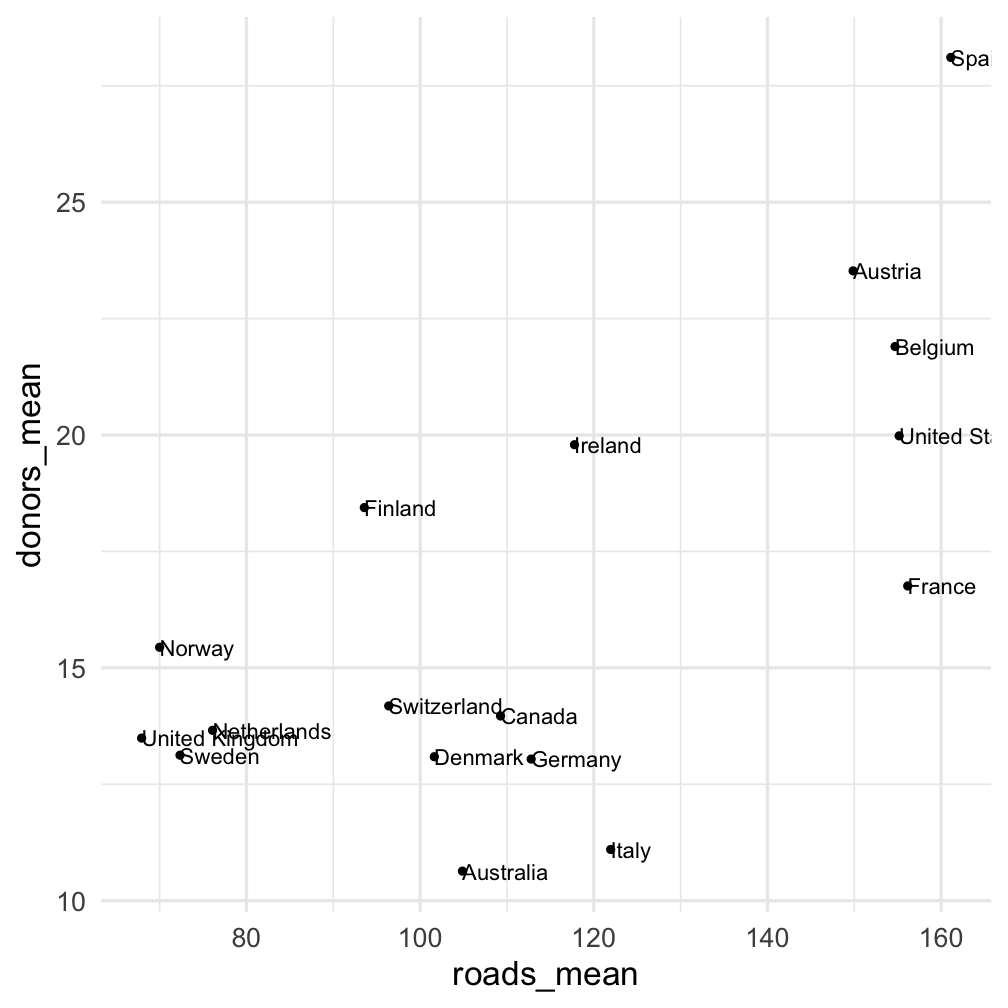 Spai
25
Austria
Belgium
20
United Sta
Ireland
Finland
France
Norway
15
Switzerland
Canada
Netherlands
United Kingdom
Sweden
Denmark
Germany
Italy
Australia
10
80 100 120 140 160
roads_mean
donors_mean